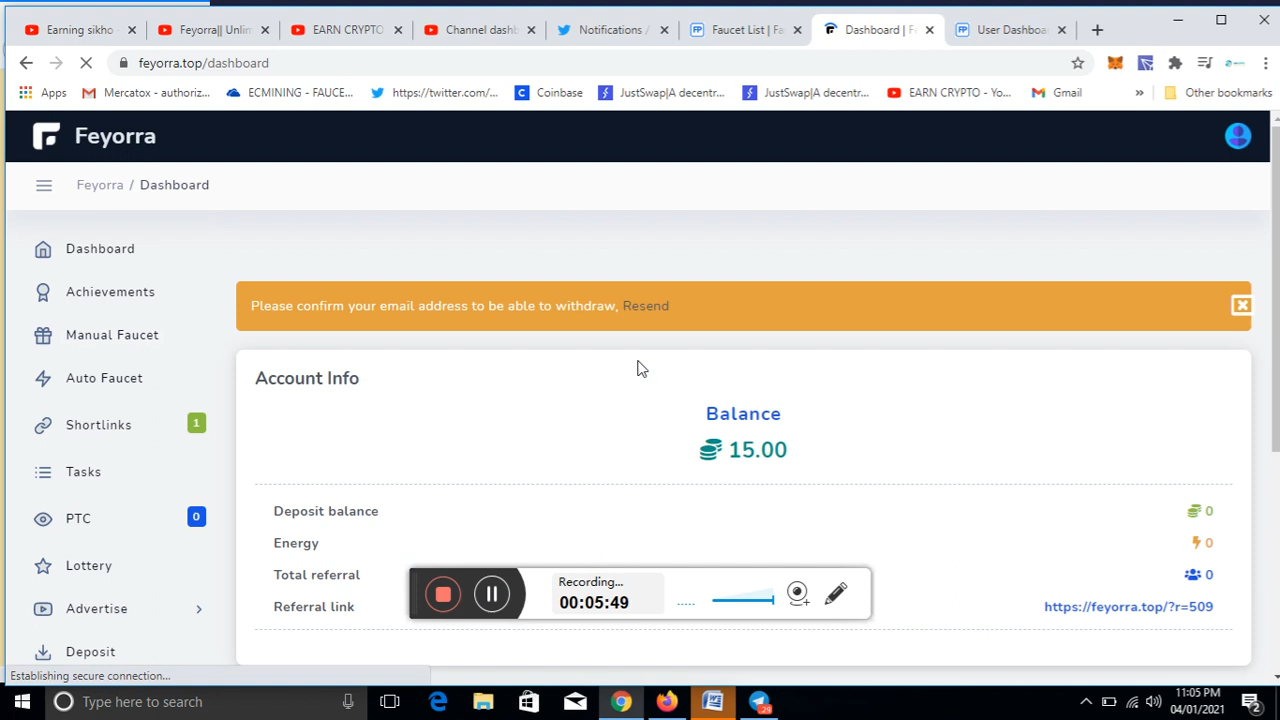 Earning sikho
Feyorra|| Unlin
EARN CRYPTO
Channel dashb
Notifications /
Faucet List | Fa
Dashboard | F
User Dashboa
feyorra.top/dashboard
Apps
Mercatox - authoriz...
ECMINING - FAUCE...
https://twitter.com/...
Coinbase
JustSwap|A decentr...
JustSwap|A decentr...
EARN CRYPTO - Yo...
Gmail
»
Other bookmarks
Feyorra
Feyorra / Dashboard
Dashboard
Achievements
Manual Faucet
Auto Faucet
Shortlinks 1
Tasks
PTC 0
Lottery
Advertise
Deposit
Please confirm your email address to be able to withdraw, Resend
Account Info
Balance
15.00
Deposit balance 0
Energy 0
Total referral 0
Referral link https://feyorra.top/?r=509
Recording...
00:05:49
Establishing secure connection...
Type here to search
29
11:05 PM
04/01/2021
2